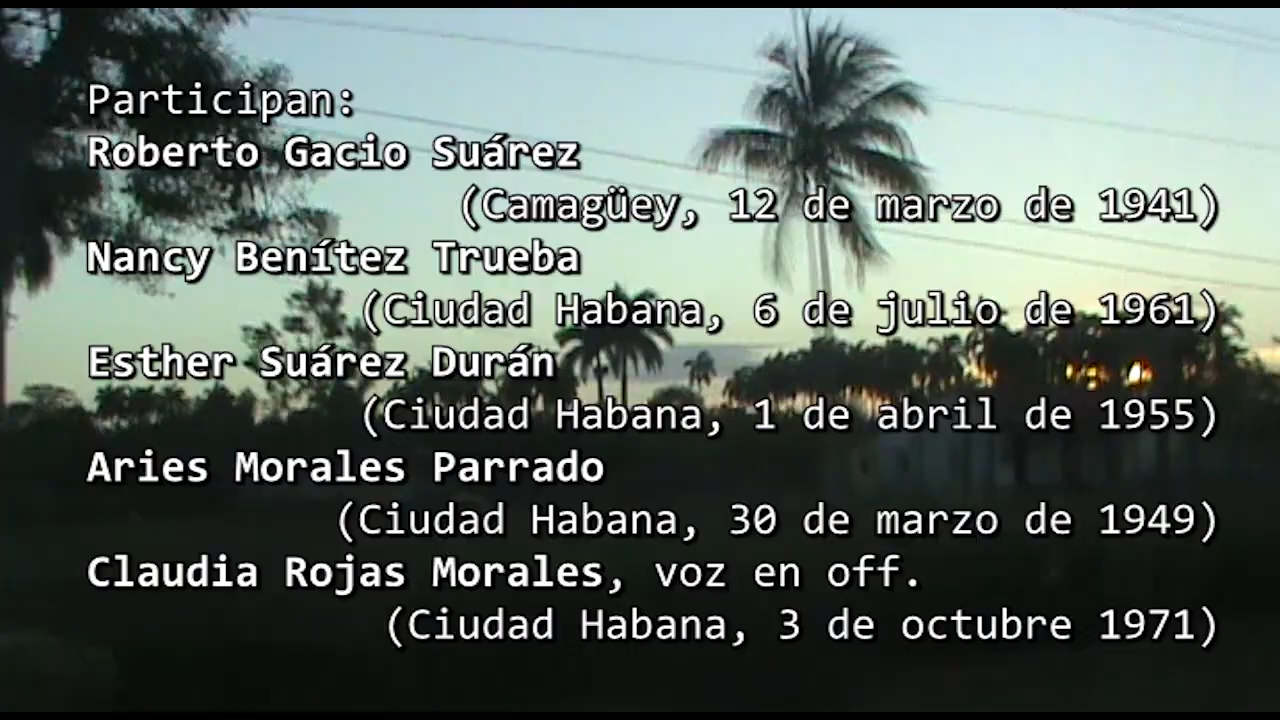 Participan:
Roberto Gacio Suárez
(Camagüey, 12 de marzo de 1941)
Nancy Benítez Trueba
(Ciudad Habana, 6 de julio de 1961)
Esther Suárez Durán
(Ciudad Habana, 1 de abril de 1955)
Aries Morales Parrado
(Ciudad Habana, 30 de marzo de 1949)
Claudia Rojas Morales, voz en off.
(Ciudad Habana, 3 de octubre 1971)